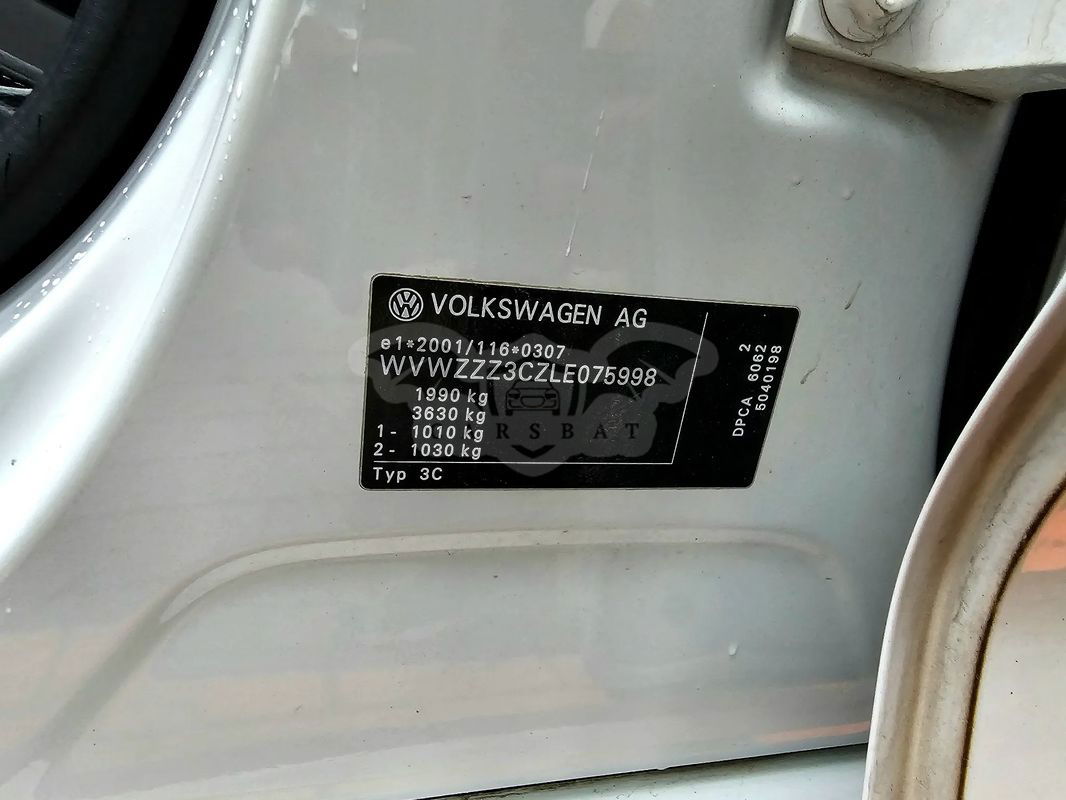 VOLKSWAGEN AG
e1*2001/116*0307
WVWZZZ3CZLE075998
1990 kg
3630 kg
1- 1010 kg
2- 1030 kg
Typ 3C
2
DPCA 6062
5040198
RSBAT